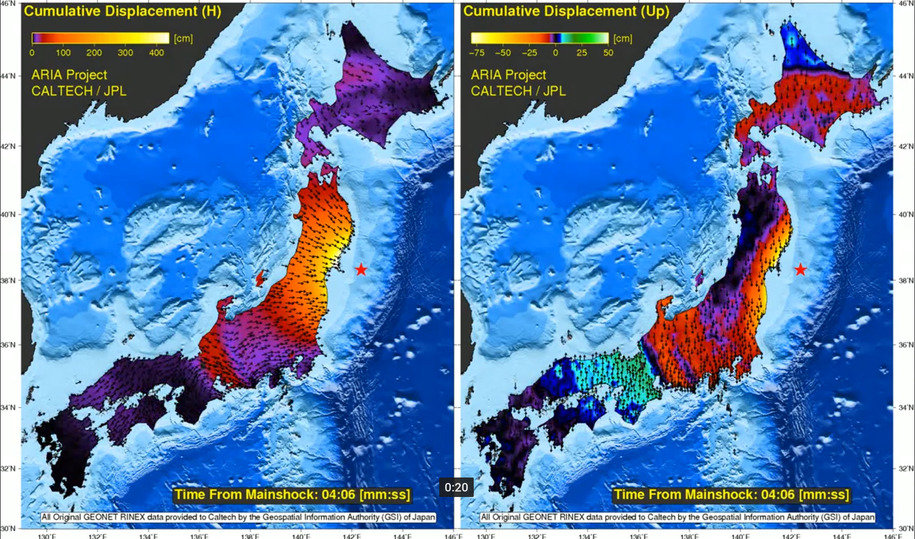 Cumulative Displacement (H)
0 100 200 300 400 [cm]
ARIA Project
CALTECH / JPL
46°N
44°N
42°N
40°N
38°N
36°N
34°N
32°N
30°N
Time From Mainshock: 04:06 [mm:ss]
All Original GEONET RINEX data provided to Caltech by the Geospatial Information Authority (GSI) of Japan
130°E 132°E 134°E 136°E 138°E 140°E 142°E 144°E 146°E
0:20
Cumulative Displacement (Up)
-75 -50 -25 0 25 50 [cm]
ARIA Project
CALTECH / JPL
44°N
42°N
40°N
38°N
36°N
34°N
32°N
30°N
Time From Mainshock: 04:06 [mm:ss]
All Original GEONET RINEX data provided to Caltech by the Geospatial Information Authority (GSI) of Japan
130°E 132°E 134°E 136°E 138°E 140°E 142°E 144°E 146°E